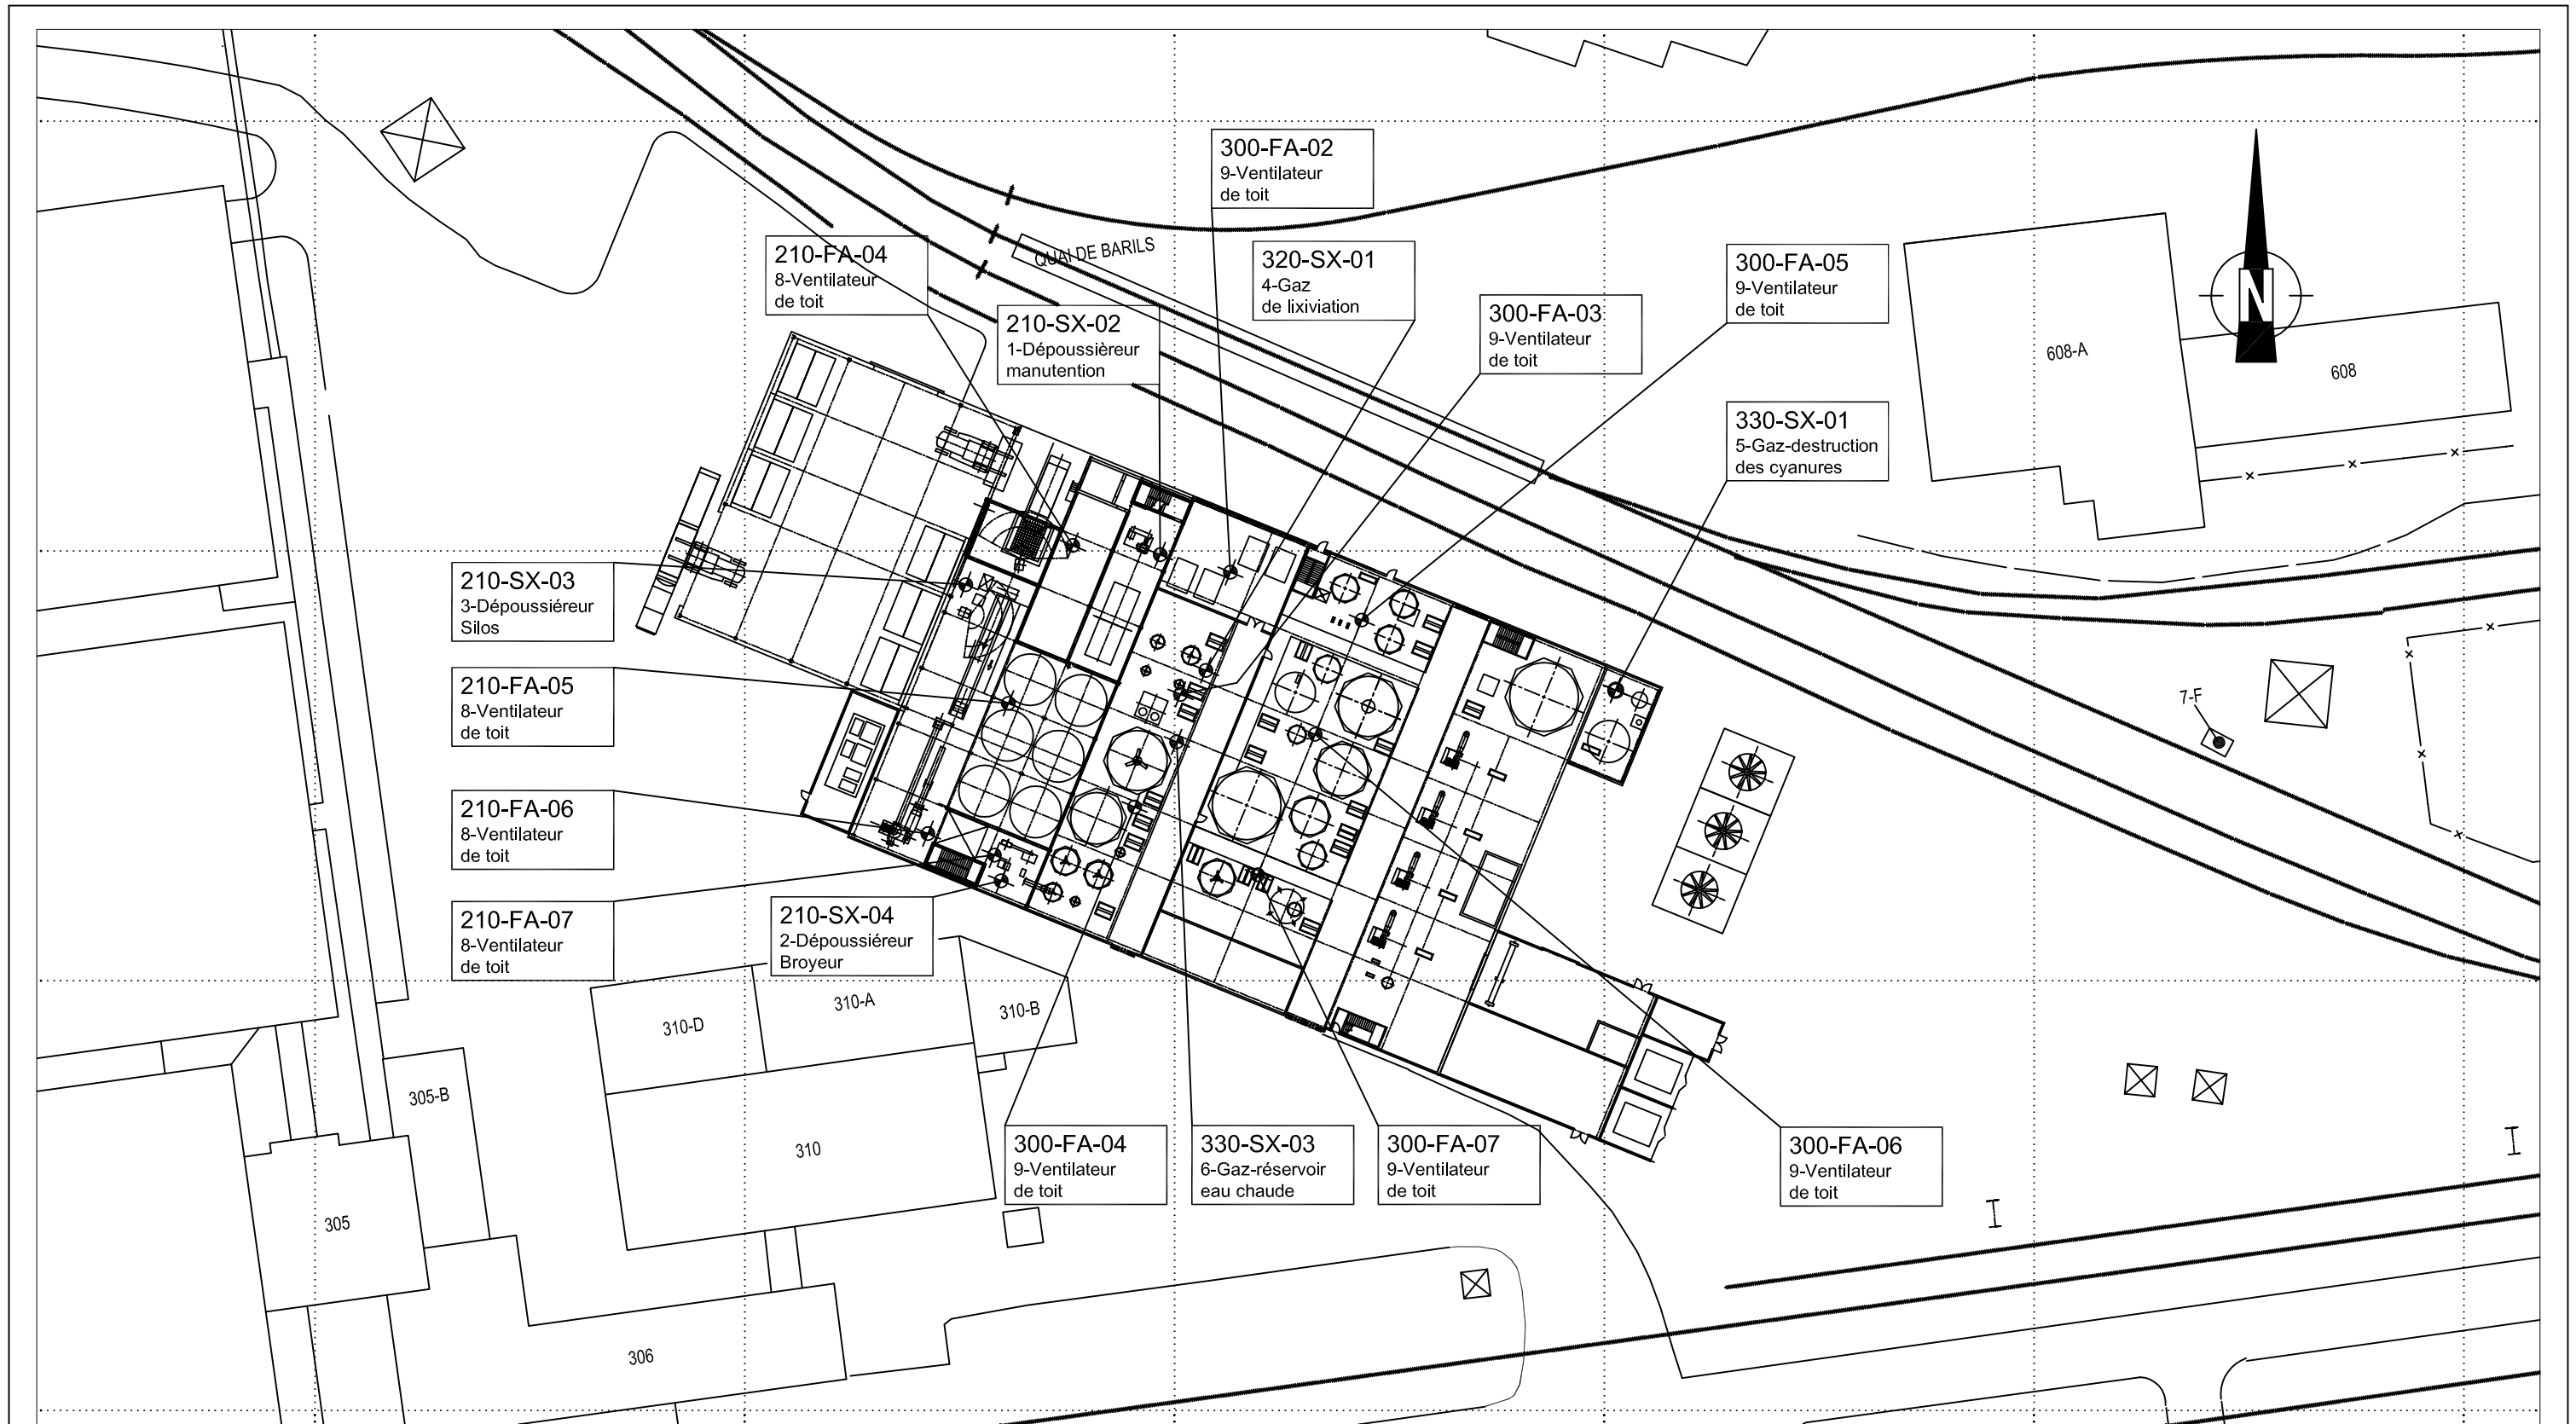 300-FA-02
9-Ventilateur
de toit
210-FA-04
8-Ventilateur
de toit
QUAI DE BARILS
320-SX-01
4-Gaz
de lixiviation
300-FA-05
9-Ventilateur
de toit
N
210-SX-02
1-Dépoussièreur
manutention
300-FA-03
9-Ventilateur
de toit
608-A
608
330-SX-01
5-Gaz-destruction
des cyanures
210-SX-03
3-Dépoussiéreur
Silos
210-FA-05
8-Ventilateur
de toit
7-F
210-FA-06
8-Ventilateur
de toit
210-FA-07
8-Ventilateur
de toit
210-SX-04
2-Dépoussiéreur
Broyeur
310-D
310-A
310-B
305-B
310
305
306
300-FA-04
9-Ventilateur
de toit
330-SX-03
6-Gaz-réservoir
eau chaude
300-FA-07
9-Ventilateur
de toit
300-FA-06
9-Ventilateur
de toit